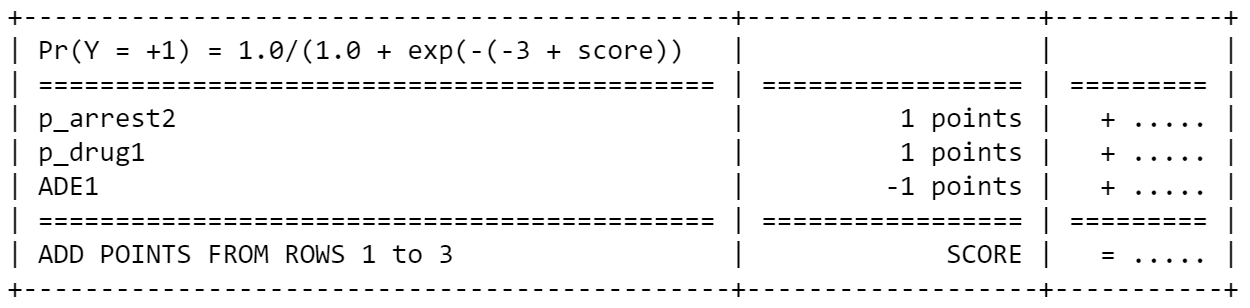 +----------------------------------------------+-------------------+-----------+
| Pr(Y = +1) = 1.0/(1.0 + exp(-(-3 + score))   |                   |           |
| ============================================ | ================= | ========= |
| p_arrest2                                    |          1 points |   + ..... |
| p_drug1                                      |          1 points |   + ..... |
| ADE1                                         |         -1 points |   + ..... |
| ============================================ | ================= | ========= |
| ADD POINTS FROM ROWS 1 to 3                  |             SCORE |   = ..... |
+----------------------------------------------+-------------------+-----------+